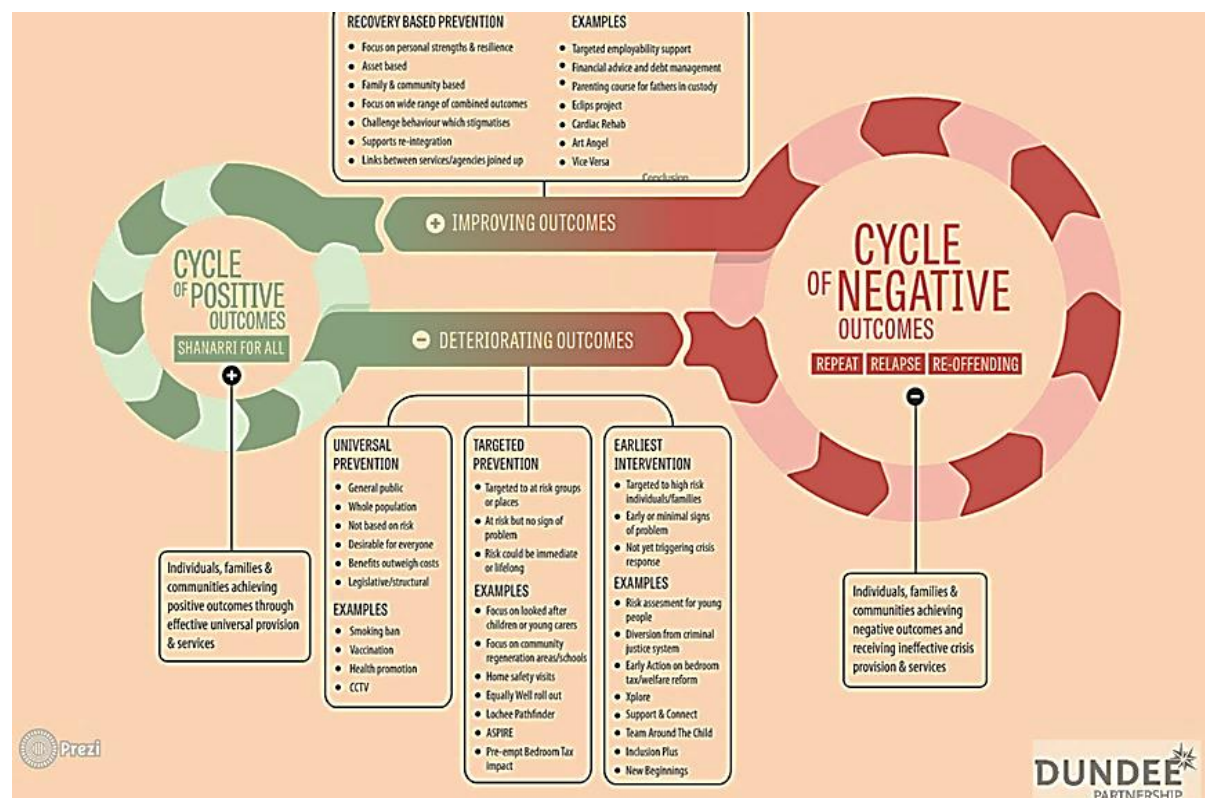 RECOVERY BASED PREVENTION
• Focus on personal strengths & resilience
• Asset based
• Family & community based
• Focus on wide range of combined outcomes
• Challenge behaviour which stigmatises
• Supports re-integration
• Links between services/agencies joined up
EXAMPLES
• Targeted employability support
• Financial advice and debt management
• Parenting course for fathers in custody
• Eclips project
• Cardiac Rehab
• Art Angel
• Vice Versa
Conclusion
+ IMPROVING OUTCOMES
CYCLE
OF POSITIVE
OUTCOMES
SHANARRI FOR ALL
+
− DETERIORATING OUTCOMES
CYCLE
OF NEGATIVE
OUTCOMES
REPEAT RELAPSE RE-OFFENDING
−
UNIVERSAL
PREVENTION
• General public
• Whole population
• Not based on risk
• Desirable for everyone
• Benefits outweigh costs
• Legislative/structural
EXAMPLES
• Smoking ban
• Vaccination
• Health promotion
• CCTV
TARGETED
PREVENTION
• Targeted to at risk groups
or places
• At risk but no sign of
problem
• Risk could be immediate
or lifelong
EXAMPLES
• Focus on looked after
children or young carers
• Focus on community
regeneration areas/schools
• Home safety visits
• Equally Well roll out
• Lochee Pathfinder
• ASPIRE
• Pre-empt Bedroom Tax
impact
EARLIEST
INTERVENTION
• Targeted to high risk
individuals/families
• Early or minimal signs
of problem
• Not yet triggering crisis
response
EXAMPLES
• Risk assesment for young
people
• Diversion from criminal
justice system
• Early Action on bedroom
tax/welfare reform
• Xplore
• Support & Connect
• Team Around The Child
• Inclusion Plus
• New Beginnings
Individuals, families &
communities achieving
positive outcomes through
effective universal provision
& services
Individuals, families &
communities achieving
negative outcomes and
receiving ineffective crisis
provision & services
Prezi
DUNDEE
PARTNERSHIP